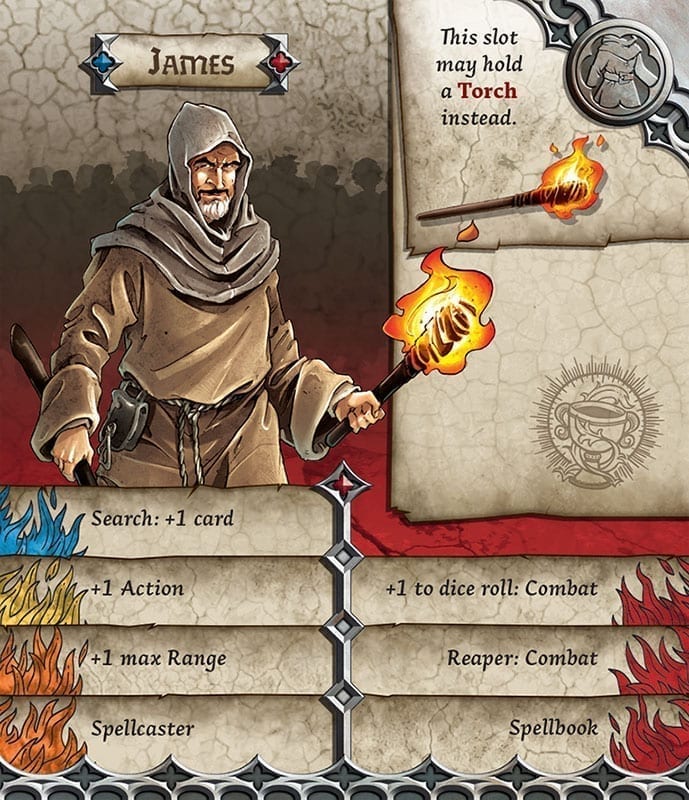 James
This slot
may hold
a Torch
instead.
Search: +1 card
+1 Action
+1 max Range
Spellcaster
+1 to dice roll: Combat
Reaper: Combat
Spellbook